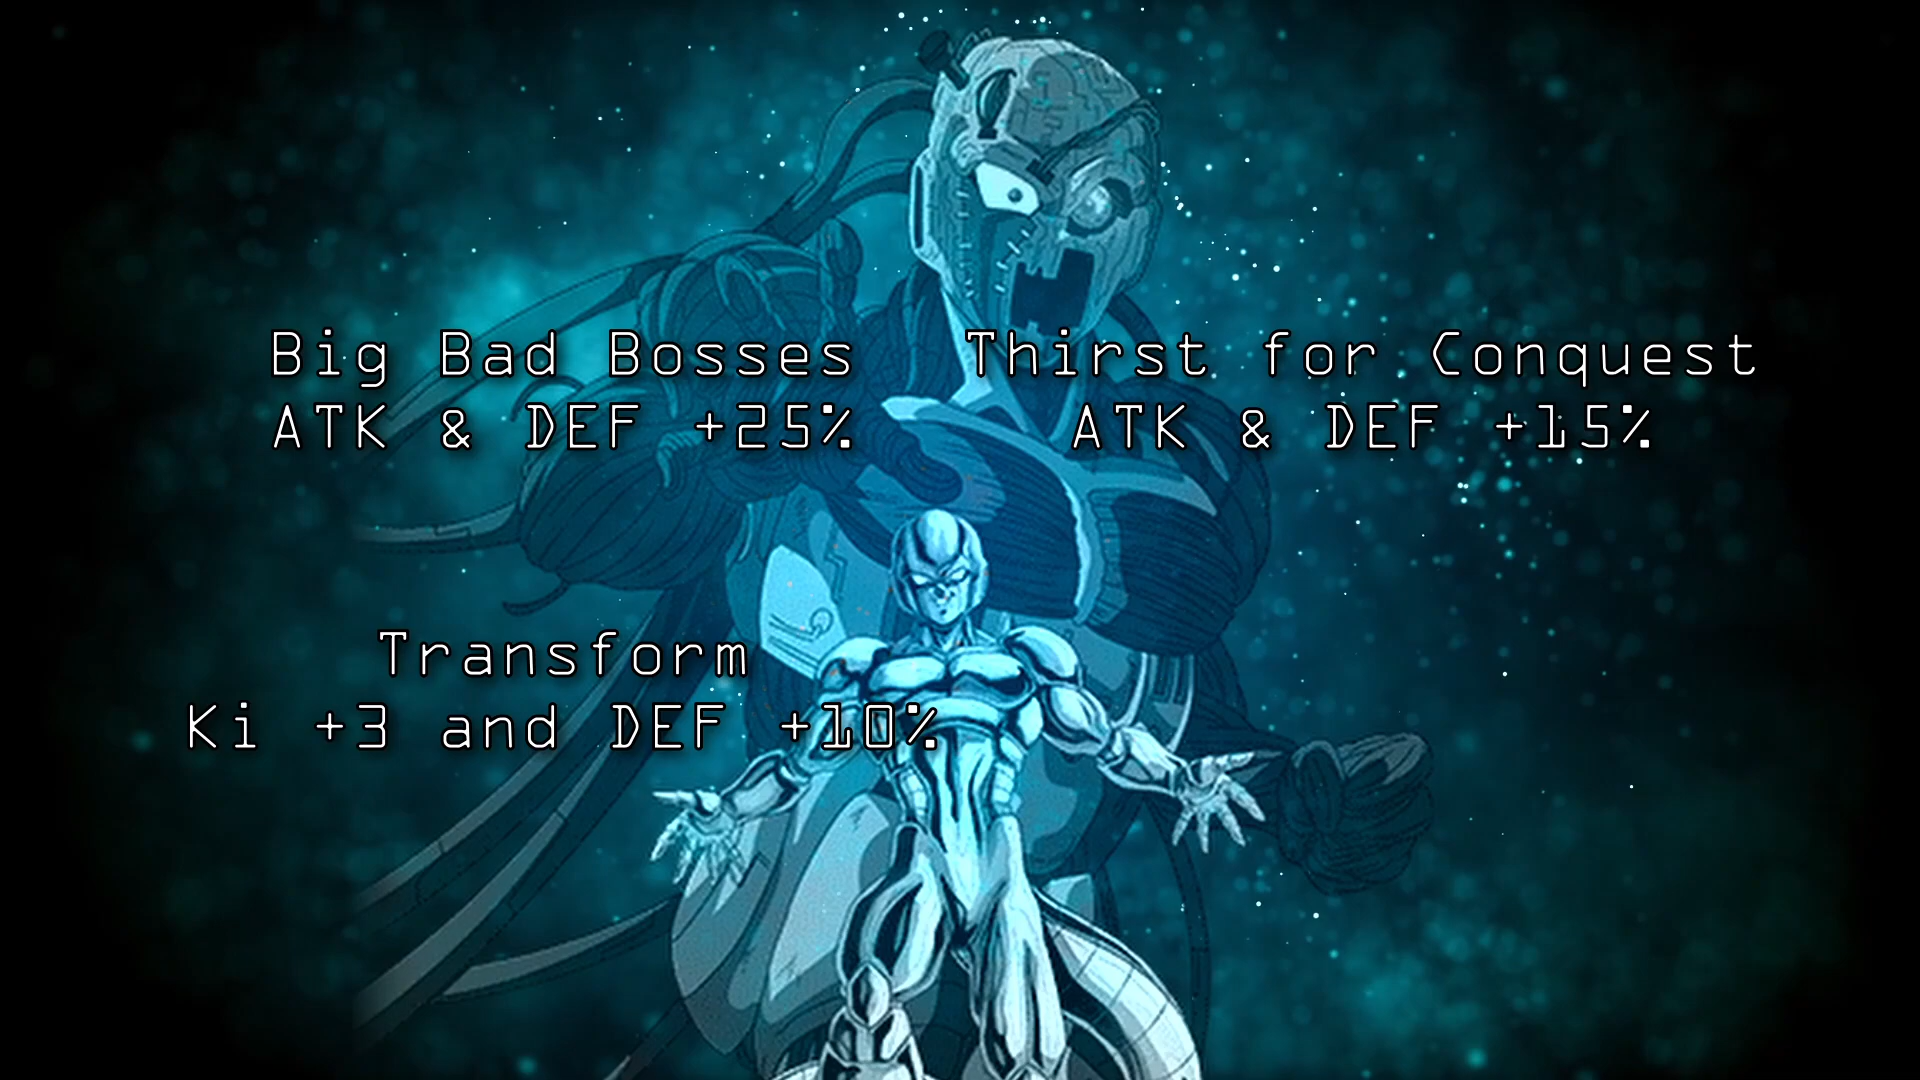 Big Bad Bosses
ATK & DEF +25%
Thirst for Conquest
ATK & DEF +15%
Transform
Ki +3 and DEF +10%